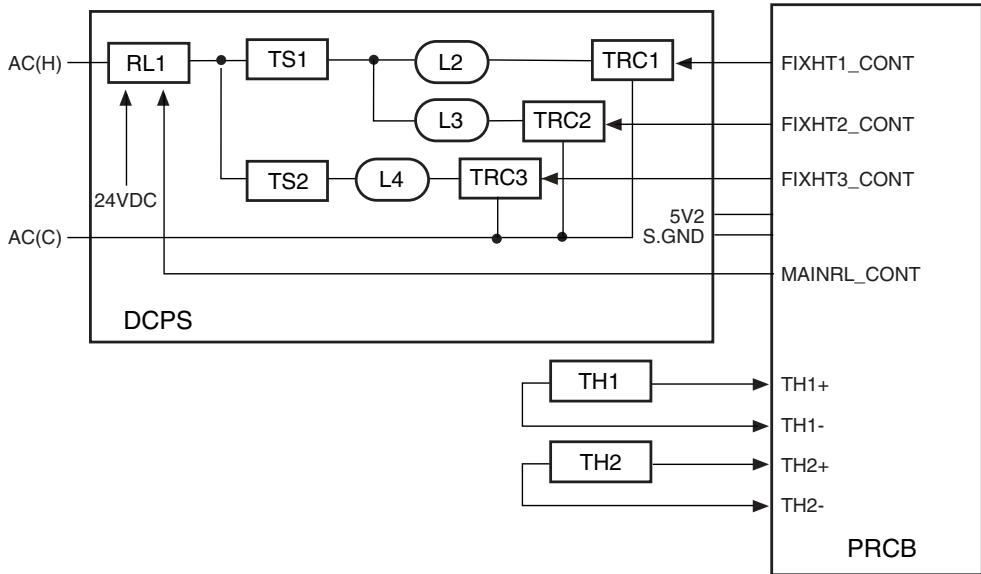 AC(H)
RL1
TS1
L2
TRC1
FIXHT1_CONT
L3
TRC2
FIXHT2_CONT
TS2
L4
TRC3
FIXHT3_CONT
24VDC
5V2
AC(C)
S.GND
MAINRL_CONT
DCPS
TH1
TH1+
TH1-
TH2
TH2+
TH2-
PRCB